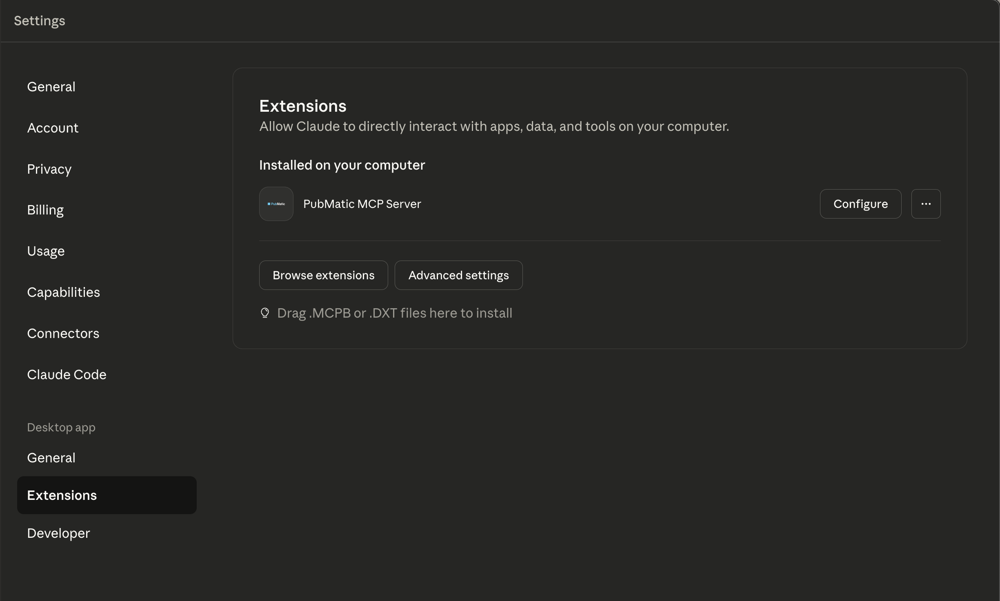 Settings
General
Account
Privacy
Billing
Usage
Capabilities
Connectors
Claude Code
Desktop app
General
Extensions
Developer
Extensions
Allow Claude to directly interact with apps, data, and tools on your computer.
Installed on your computer
PubMatic
PubMatic MCP Server
Configure
...
Browse extensions
Advanced settings
Drag .MCPB or .DXT files here to install